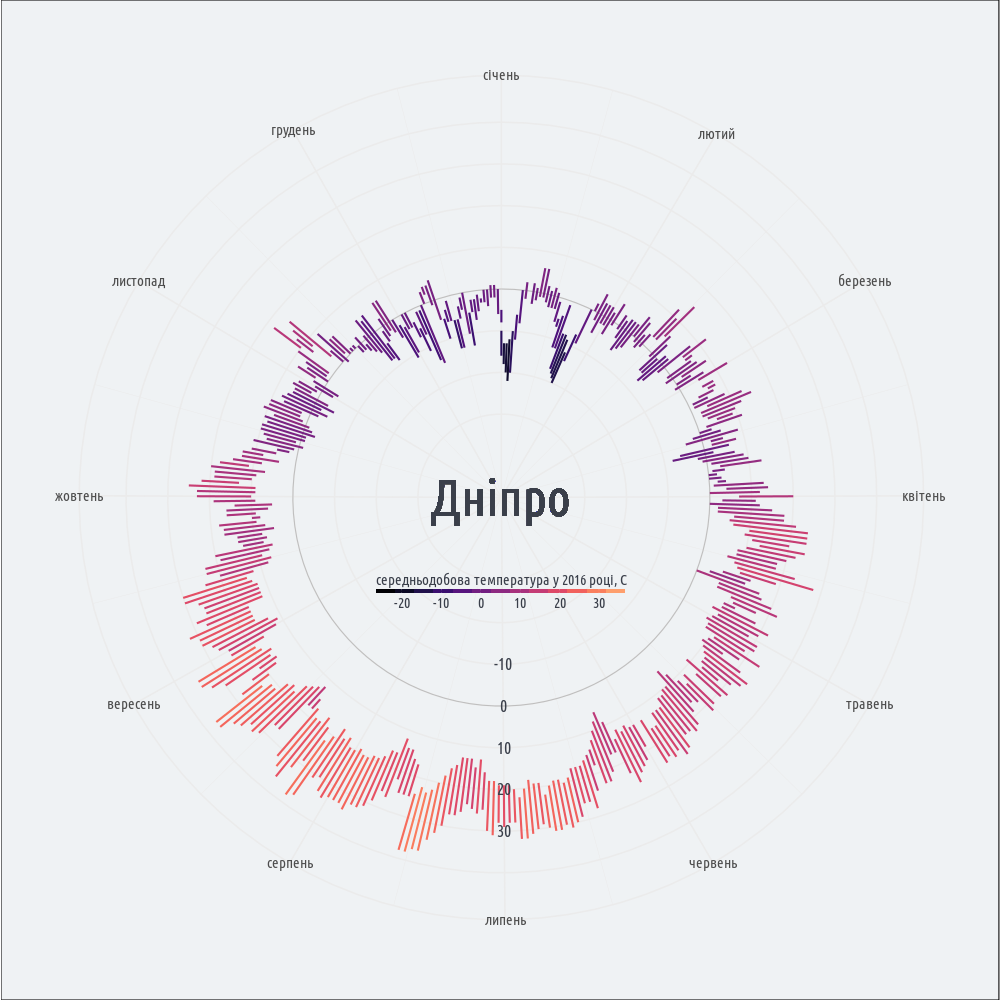 січень
грудень
лютий
листопад
березень
жовтень
квітень
Дніпро
середньодобова температура у 2016 році, С
-20 -10 0 10 20 30
-10
0
10
20
30
вересень
травень
серпень
червень
липень